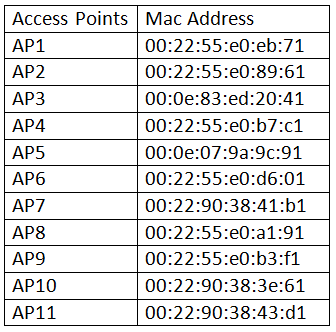 Access Points Mac Address
AP1 00:22:55:e0:eb:71
AP2 00:22:55:e0:89:61
AP3 00:0e:83:ed:20:41
AP4 00:22:55:e0:b7:c1
AP5 00:0e:07:9a:9c:91
AP6 00:22:55:e0:d6:01
AP7 00:22:90:38:41:b1
AP8 00:22:55:e0:a1:91
AP9 00:22:55:e0:b3:f1
AP10 00:22:90:38:3e:61
AP11 00:22:90:38:43:d1